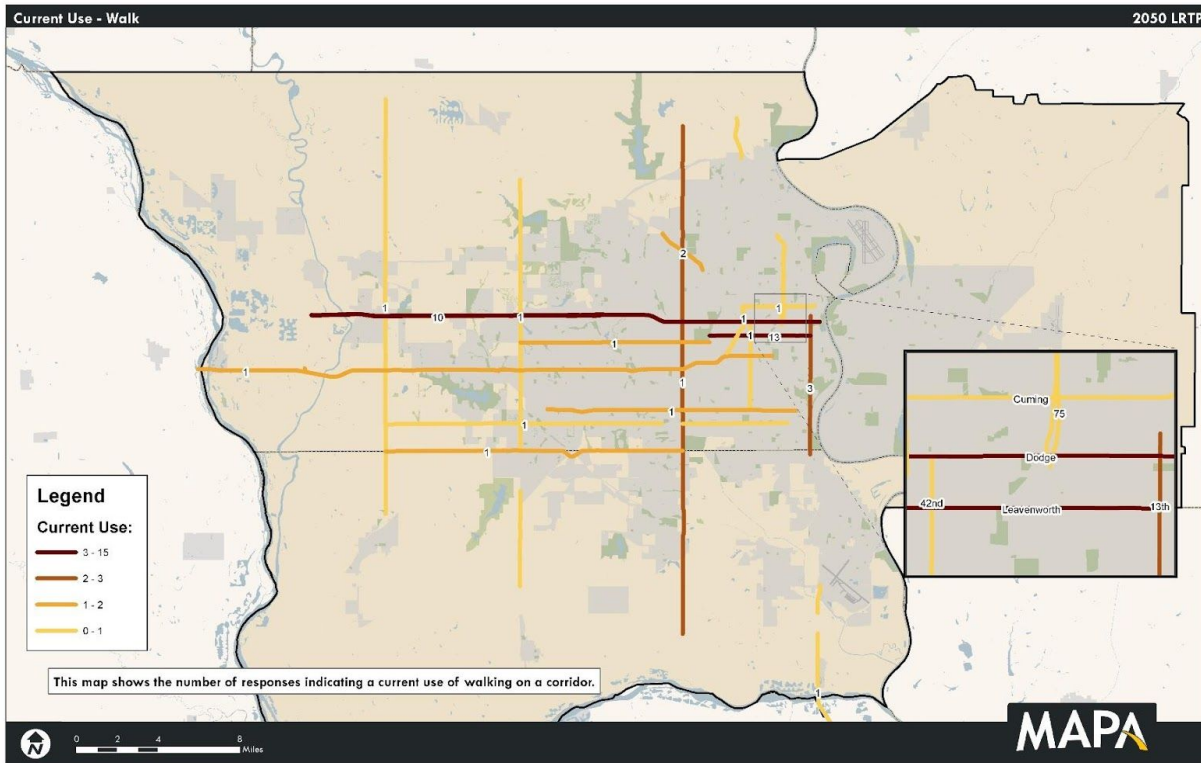 Current Use - Walk
2050 LRTP
2
1
10
1
1
1
1
13
1
1
1
3
1
1
1
Cuming
75
Dodge
42nd
Leavenworth
13th
Legend
Current Use:
3 - 15
2 - 3
1 - 2
0 - 1
This map shows the number of responses indicating a current use of walking on a corridor.
1
N
0 2 4 8
Miles
MAPA